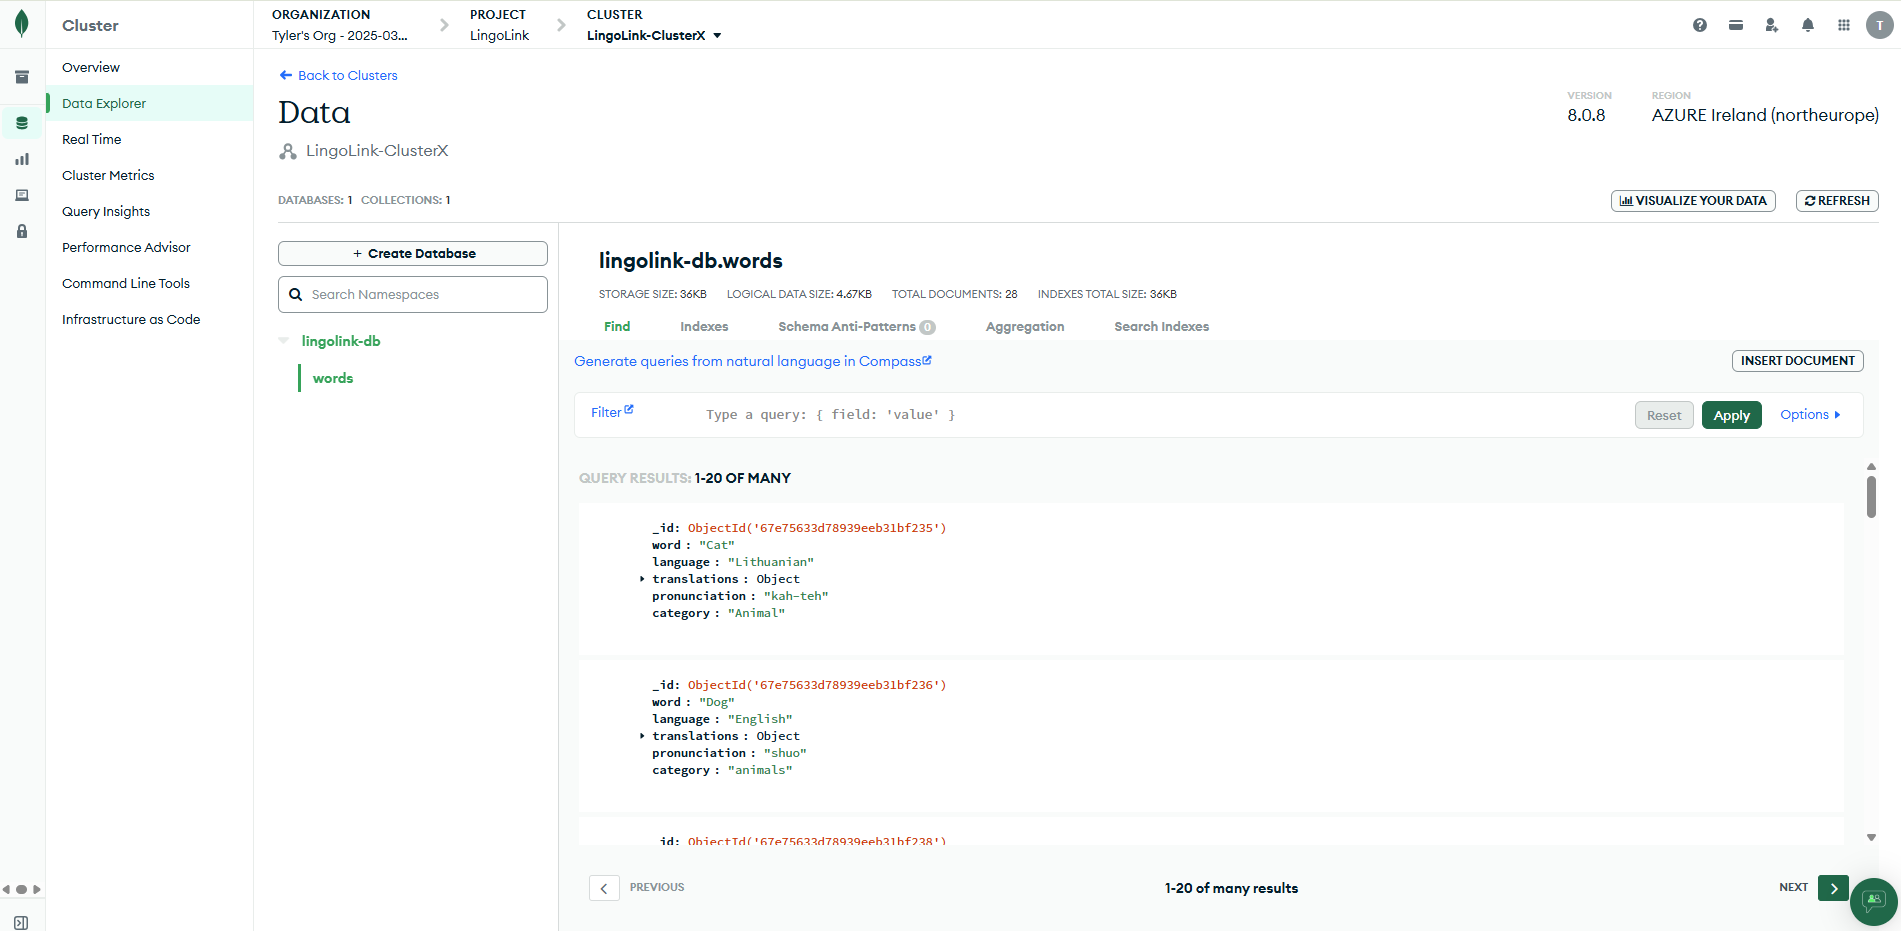 Cluster
ORGANIZATION
Tyler's Org - 2025-03...
PROJECT
LingoLink
CLUSTER
LingoLink-ClusterX
T
Overview
Data Explorer
Real Time
Cluster Metrics
Query Insights
Performance Advisor
Command Line Tools
Infrastructure as Code
Back to Clusters
Data
LingoLink-ClusterX
VERSION
8.0.8
REGION
AZURE Ireland (northeurope)
DATABASES: 1 COLLECTIONS: 1
VISUALIZE YOUR DATA
REFRESH
+ Create Database
Search Namespaces
lingolink-db
words
lingolink-db.words
STORAGE SIZE: 36KB LOGICAL DATA SIZE: 4.67KB TOTAL DOCUMENTS: 28 INDEXES TOTAL SIZE: 36KB
Find Indexes Schema Anti-Patterns 0 Aggregation Search Indexes
Generate queries from natural language in Compass
INSERT DOCUMENT
Filter
Type a query: { field: 'value' }
Reset
Apply
Options
QUERY RESULTS: 1-20 OF MANY
_id: ObjectId('67e75633d78939eeb31bf235')
word : "Cat"
language : "Lithuanian"
translations : Object
pronunciation : "kah-teh"
category : "Animal"
_id: ObjectId('67e75633d78939eeb31bf236')
word : "Dog"
language : "English"
translations : Object
pronunciation : "shuo"
category : "animals"
_id: ObjectId('67e75633d78939eeb31bf238')
PREVIOUS
1-20 of many results
NEXT